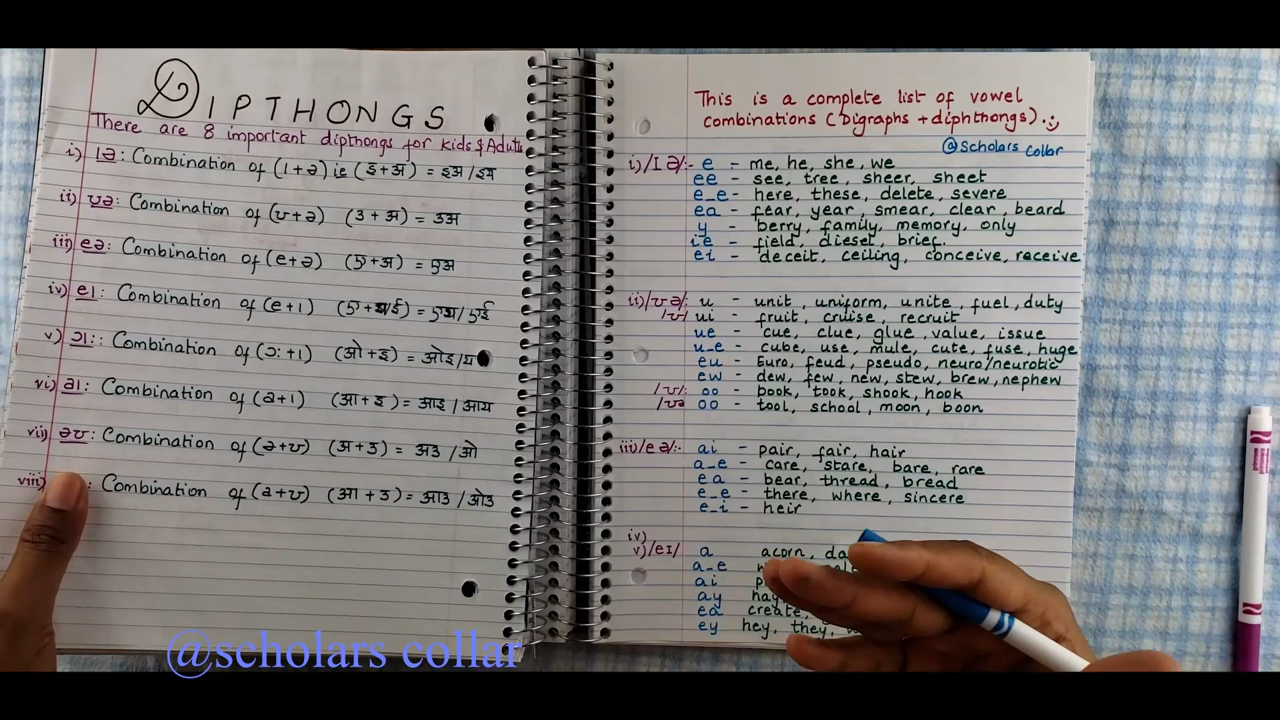 DIPTHONGS
There are 8 important dipthongs for Kids & Adults
i) ɪə: Combination of (ɪ+ə) ie (इ+अ) = इअ/इय
ii) ʊə: Combination of (ʊ+ə) (उ+अ) = उअ
iii) eə: Combination of (e+ə) (ए+अ) = एअ
iv) eɪ: Combination of (e+ɪ) (ए+य/ई) = एय/एई
v) ɔɪ: Combination of (ɔ:+ɪ) (ओ+इ) = ओइ/य
vi) aɪ: Combination of (a+ɪ) (आ+इ) = आइ/आय
vii) əʊ: Combination of (ə+ʊ) (अ+उ) = अउ/ओ
viii) : Combination of (a+ʊ) (आ+उ) = आउ/ओउ
This is a complete list of vowel
combinations (Digraphs + diphthongs).
@Scholars collar
i) /ɪə/:- e - me, he, she, we
ee - see, tree, sheer, sheet
e_e - here, these, delete, severe
ea - fear, year, smear, clear, beard
y - berry, family, memory, only
ie - field, diesel, brief.
ei - deceit, ceiling, conceive, receive
ii) /ʊə/: u - unit, uniform, unite, fuel, duty
/ʊ/ ui - fruit, cruise, recruit
ue - cue, clue, glue, value, issue
u_e - cube, use, mule, cute, fuse, huge
eu - Euro, feud, pseudo, neuro/neurotic
ew - dew, few, new, stew, brew, nephew
/ʊ/: oo - book, took, shook, hook
/ʊə oo - tool, school, moon, boon
iii) /eə/:- ai - pair, fair, hair
a_e - care, stare, bare, rare
ea - bear, thread, bread
e_e - there, where, sincere
e_i - heir
iv)
v) /eɪ/ a acorn,
a_e
ai
ay
ea create,
ey hey, they,
@scholars collar